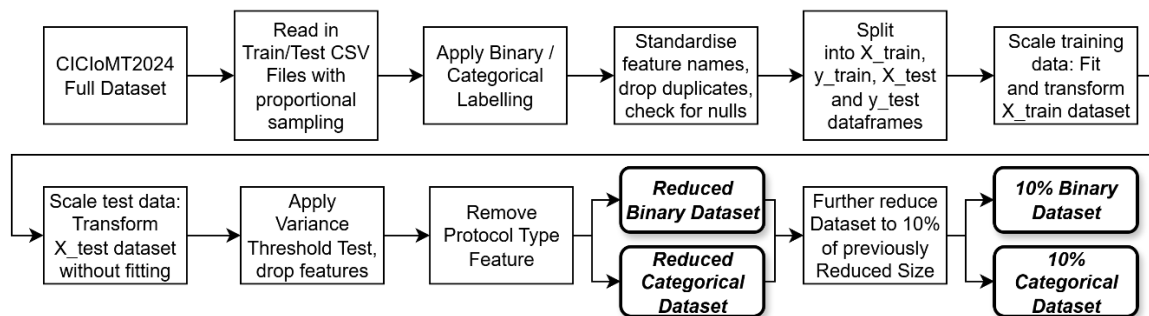 CICIoMT2024
Full Dataset
Read in
Train/Test CSV
Files with
proportional
sampling
Apply Binary /
Categorical
Labelling
Standardise
feature names,
drop duplicates,
check for nulls
Split
into X_train,
y_train, X_test
and y_test
dataframes
Scale training
data: Fit
and transform
X_train dataset
Scale test data:
Transform
X_test dataset
without fitting
Apply
Variance
Threshold Test,
drop features
Remove
Protocol Type
Feature
Reduced
Binary Dataset
Reduced
Categorical
Dataset
Further reduce
Dataset to 10%
of previously
Reduced Size
10% Binary
Dataset
10%
Categorical
Dataset